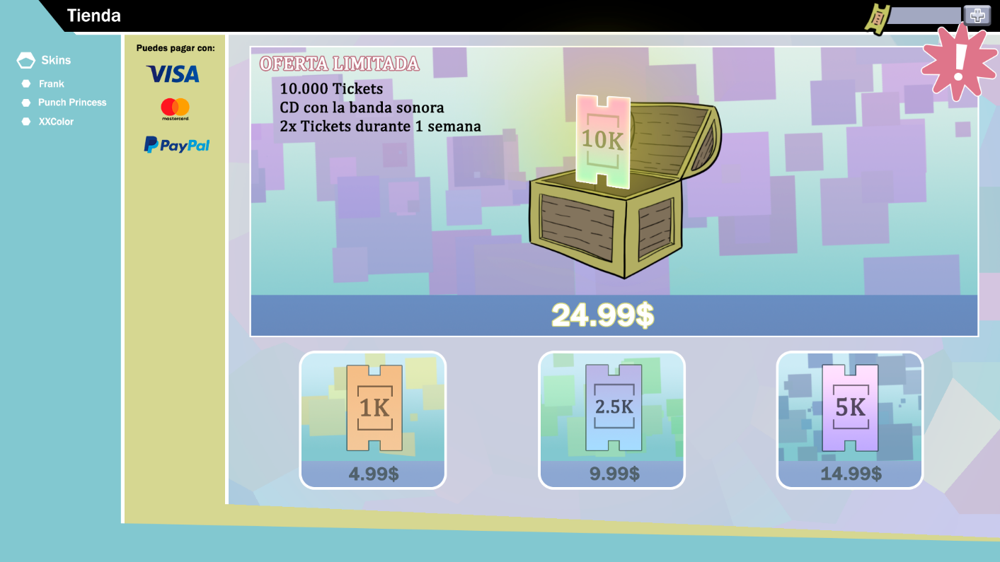 Tienda
Skins
Frank
Punch Princess
XXColor
Puedes pagar con:
VISA
mastercard
PayPal
OFERTA LIMITADA
10.000 Tickets
CD con la banda sonora
2x Tickets durante 1 semana
10K
24.99$
1K
4.99$
2.5K
9.99$
5K
14.99$
!